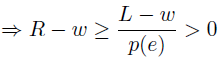 ⇒ R − w ≥ (L − w) / p(e) > 0